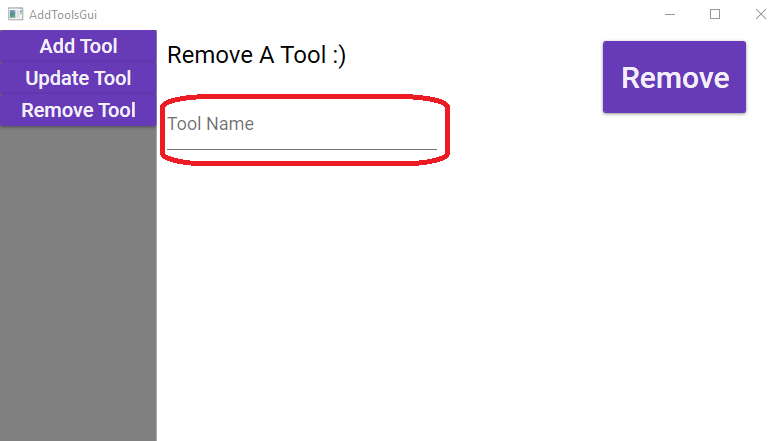 AddToolsGui
Add Tool
Update Tool
Remove Tool
Remove A Tool :)
Tool Name
Remove